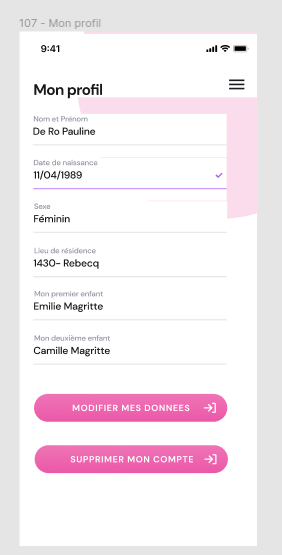 107 - Mon profil
9:41
Mon profil
Nom et Prénom
De Ro Pauline
Date de naissance
11/04/1989
Sexe
Féminin
Lieu de résidence
1430- Rebecq
Mon premier enfant
Emilie Magritte
Mon deuxième enfant
Camille Magritte
MODIFIER MES DONNEES
SUPPRIMER MON COMPTE